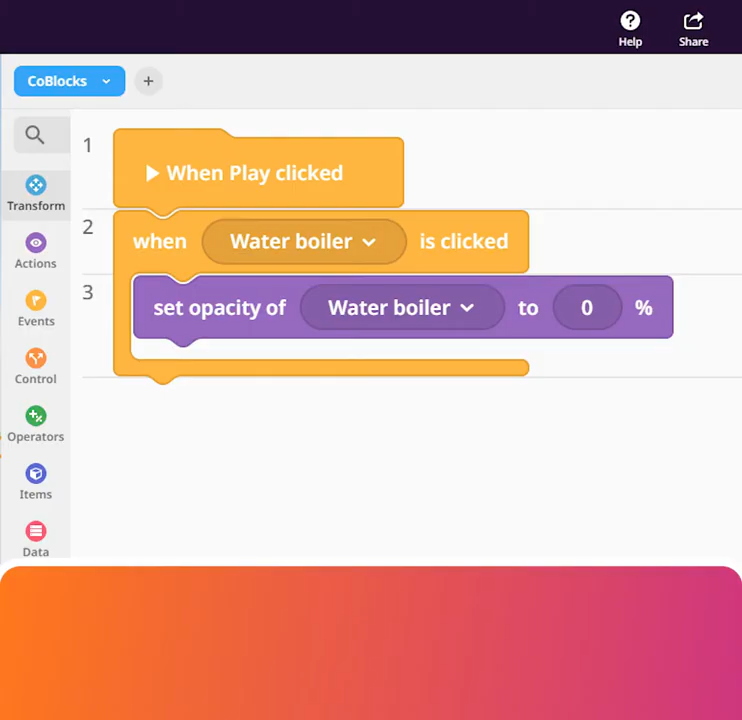 Help
Share
CoBlocks
+
1
When Play clicked
Transform
2
when Water boiler is clicked
Actions
3
set opacity of Water boiler to 0 %
Events
Control
Operators
Items
Data